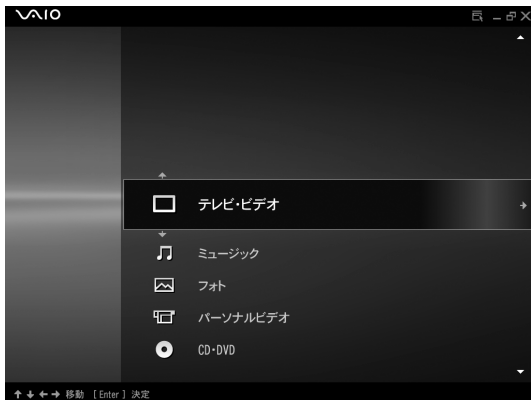 VAIO
テレビ・ビデオ
ミュージック
フォト
パーソナルビデオ
CD・DVD
↑↓←→ 移動 [Enter] 決定